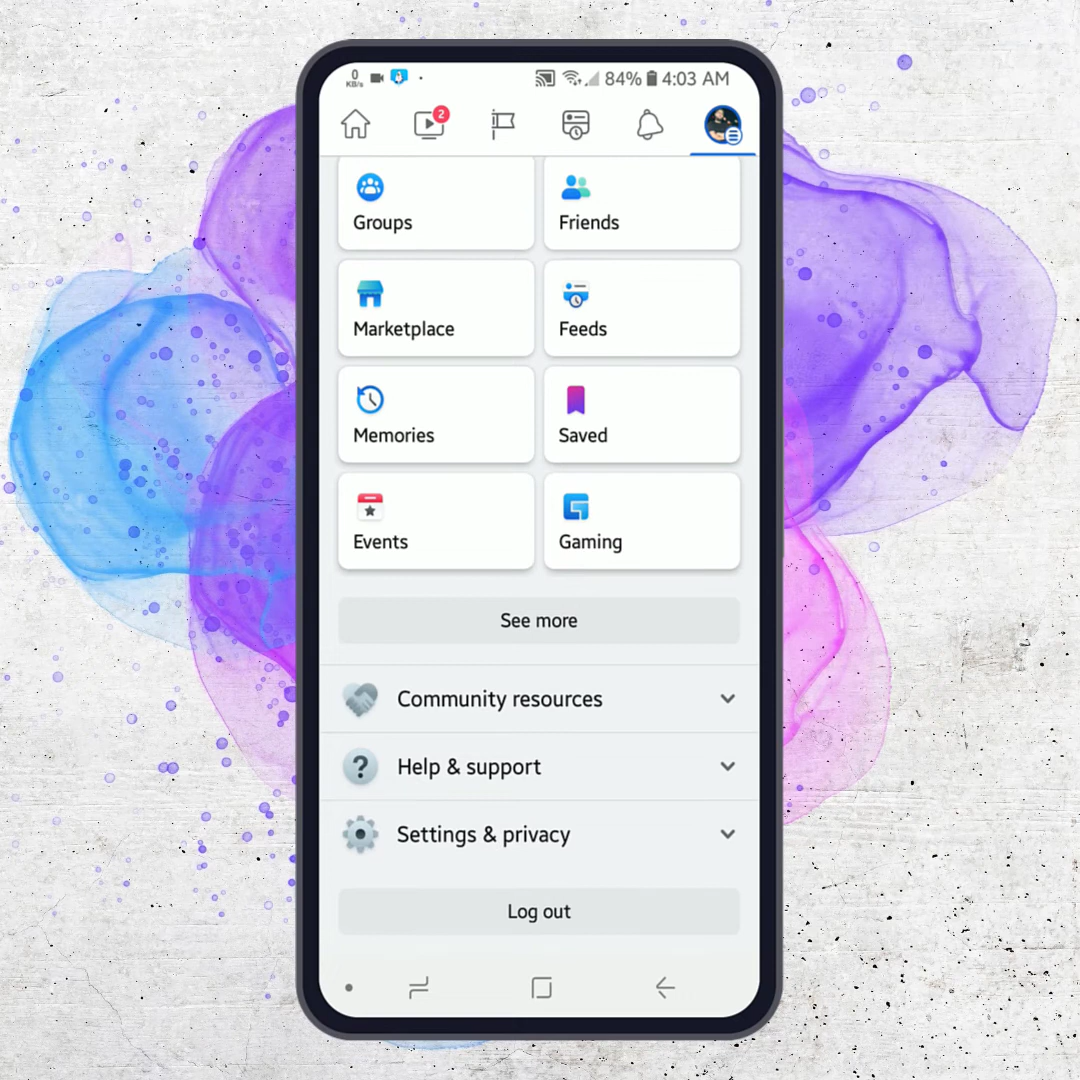 0
KB/s
84%
4:03 AM
2
Groups
Friends
Marketplace
Feeds
Memories
Saved
Events
Gaming
See more
Community resources
? Help & support
Settings & privacy
Log out